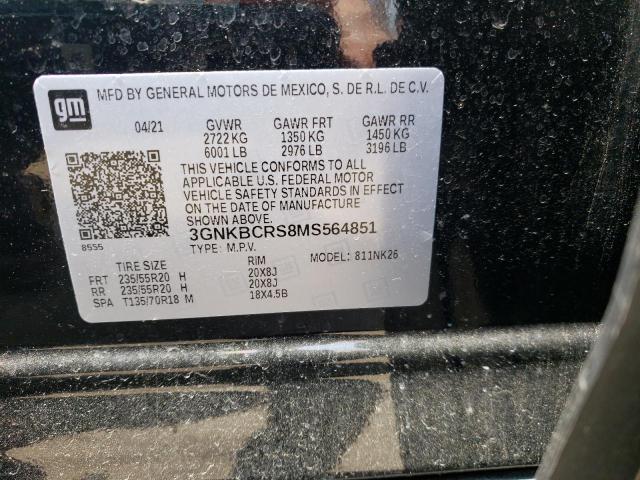 gm
MFD BY GENERAL MOTORS DE MEXICO, S. DE R.L. DE C.V.
04/21 GVWR GAWR FRT GAWR RR
2722 KG 1350 KG 1450 KG
6001 LB 2976 LB 3196 LB
THIS VEHICLE CONFORMS TO ALL
APPLICABLE U.S. FEDERAL MOTOR
VEHICLE SAFETY STANDARDS IN EFFECT
ON THE DATE OF MANUFACTURE
SHOWN ABOVE.
8555
3GNKBCRS8MS564851
TYPE: M.P.V. MODEL: 811NK26
TIRE SIZE RIM
FRT 235/55R20 H 20X8J
RR 235/55R20 H 20X8J
SPA T135/70R18 M 18X4.5B